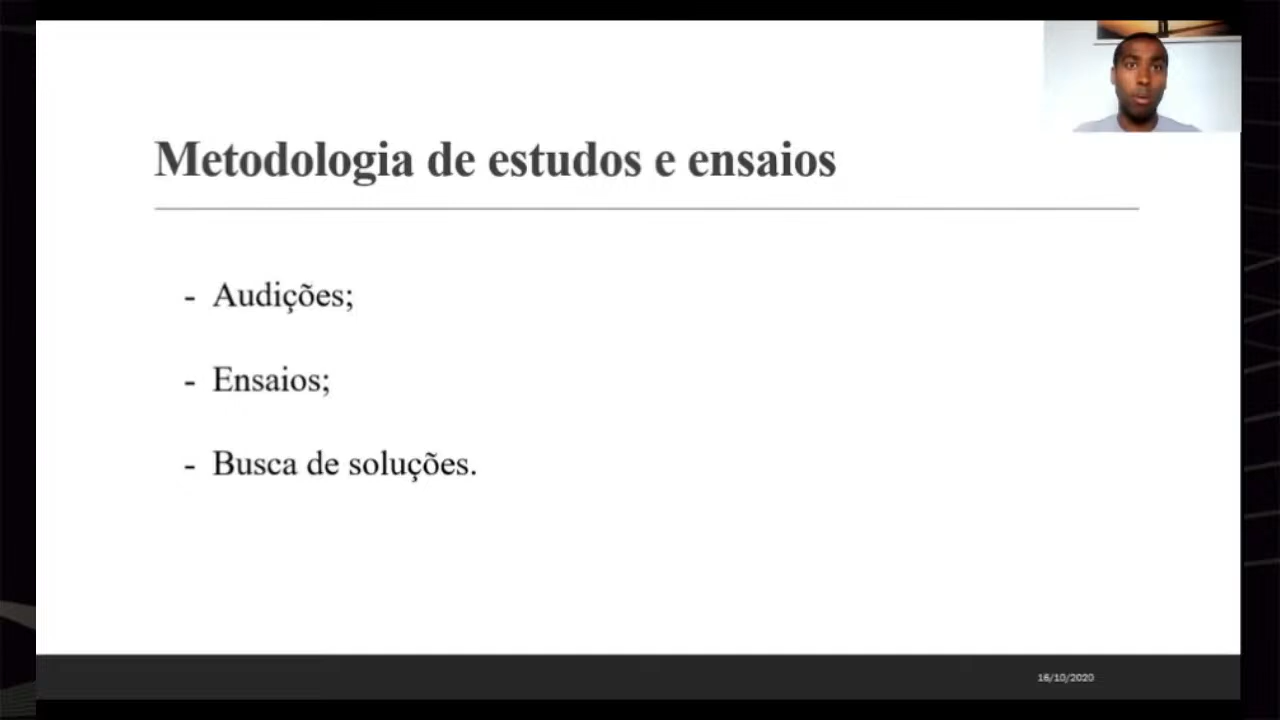 Metodologia de estudos e ensaios
- Audições;
- Ensaios;
- Busca de soluções.
16/10/2020